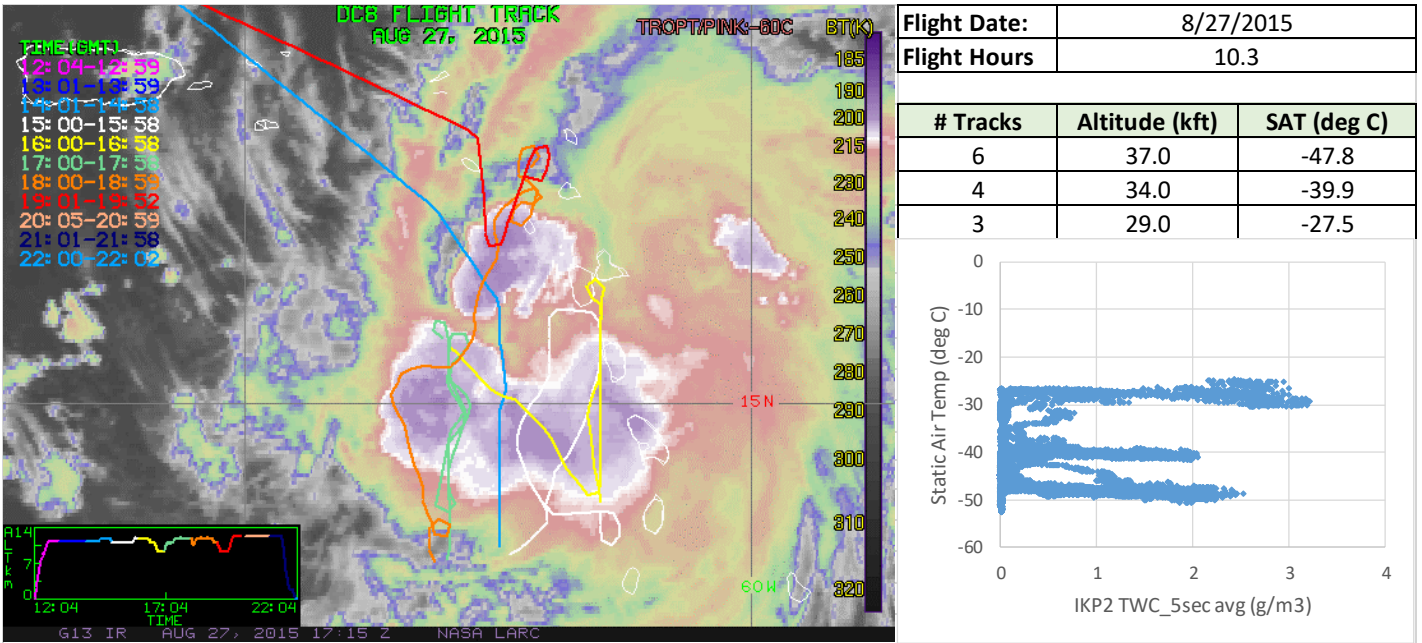 DC8 FLIGHT TRACK
AUG 27, 2015
TROPT/PINK:-60C
BT(K)
TIME(GMT)
12:04-12:59
13:01-13:59
14:01-14:58
15:00-15:58
16:00-16:58
17:00-17:58
18:00-18:59
19:01-19:52
20:05-20:59
21:01-21:58
22:00-22:02
185
190
200
215
230
240
250
260
270
280
290
300
310
320
15N
60W
ALT km
14
7
0
12:04 17:04 22:04
TIME
G13 IR AUG 27, 2015 17:15 Z NASA LARC
Flight Date: 8/27/2015
Flight Hours 10.3
# Tracks Altitude (kft) SAT (deg C)
6 37.0 -47.8
4 34.0 -39.9
3 29.0 -27.5
Static Air Temp (deg C)
0
-10
-20
-30
-40
-50
-60
0 1 2 3 4
IKP2 TWC_5sec avg (g/m3)